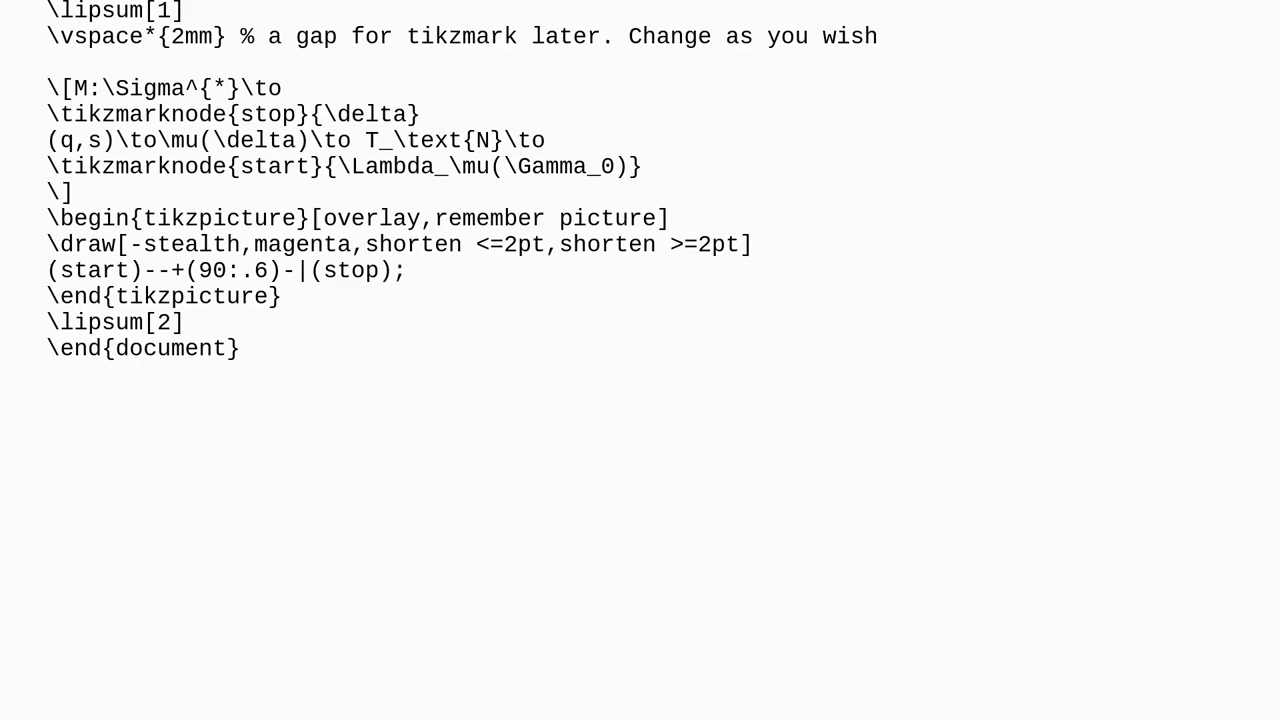 \lipsum[1]
\vspace*{2mm} % a gap for tikzmark later. Change as you wish
\[M:\Sigma^{*}\to
\tikzmarknode{stop}{\delta}
(q,s)\to\mu(\delta)\to T_\text{N}\to
\tikzmarknode{start}{\Lambda_\mu(\Gamma_0)}
\]
\begin{tikzpicture}[overlay,remember picture]
\draw[-stealth,magenta,shorten <=2pt,shorten >=2pt]
(start)--+(90:.6)-|(stop);
\end{tikzpicture}
\lipsum[2]
\end{document}